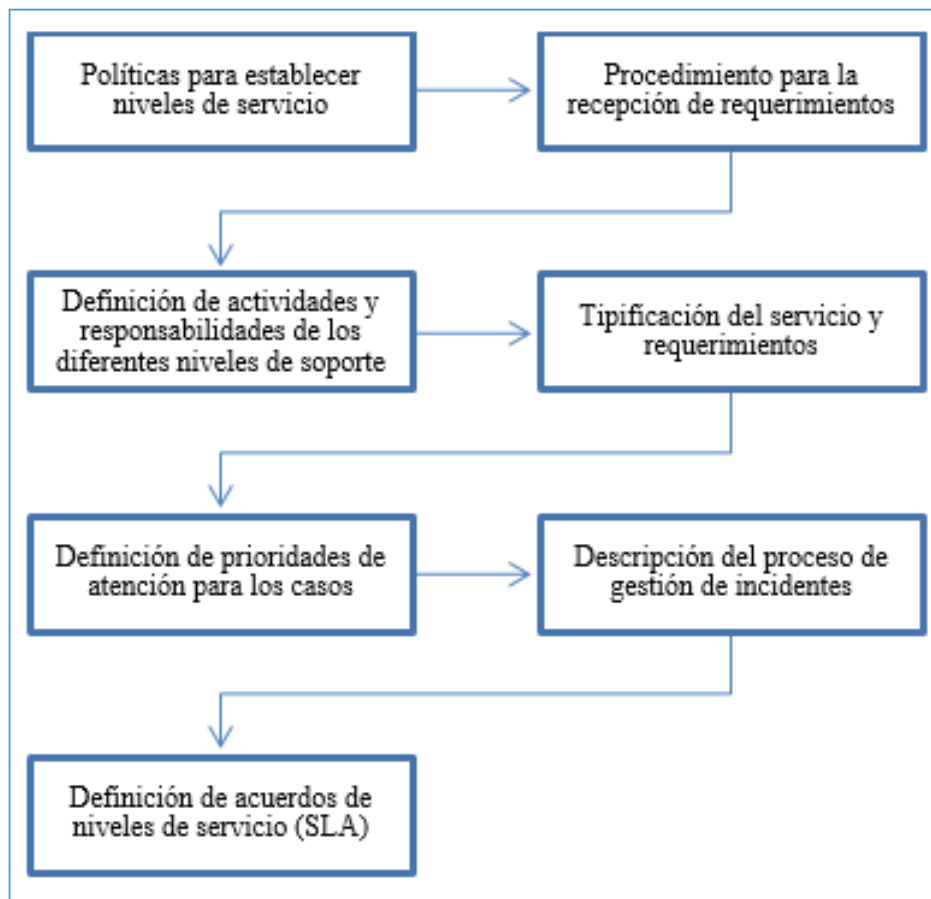 Políticas para establecer
niveles de servicio
Procedimiento para la
recepción de requerimientos
Definición de actividades y
responsabilidades de los
diferentes niveles de soporte
Tipificación del servicio y
requerimientos
Definición de prioridades de
atención para los casos
Descripción del proceso de
gestión de incidentes
Definición de acuerdos de
niveles de servicio (SLA)